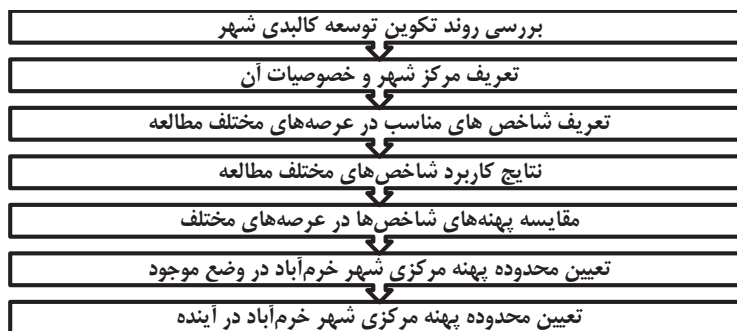 بررسی روند تکوین توسعه کالبدی شهر
تعریف مرکز شهر و خصوصیات آن
تعریف شاخص های مناسب در عرصه‌های مختلف مطالعه
نتایج کاربرد شاخص‌های مختلف مطالعه
مقایسه پهنه‌های شاخص‌ها در عرصه‌های مختلف
تعیین محدوده پهنه مرکزی شهر خرم‌آباد در وضع موجود
تعیین محدوده پهنه مرکزی شهر خرم‌آباد در آینده